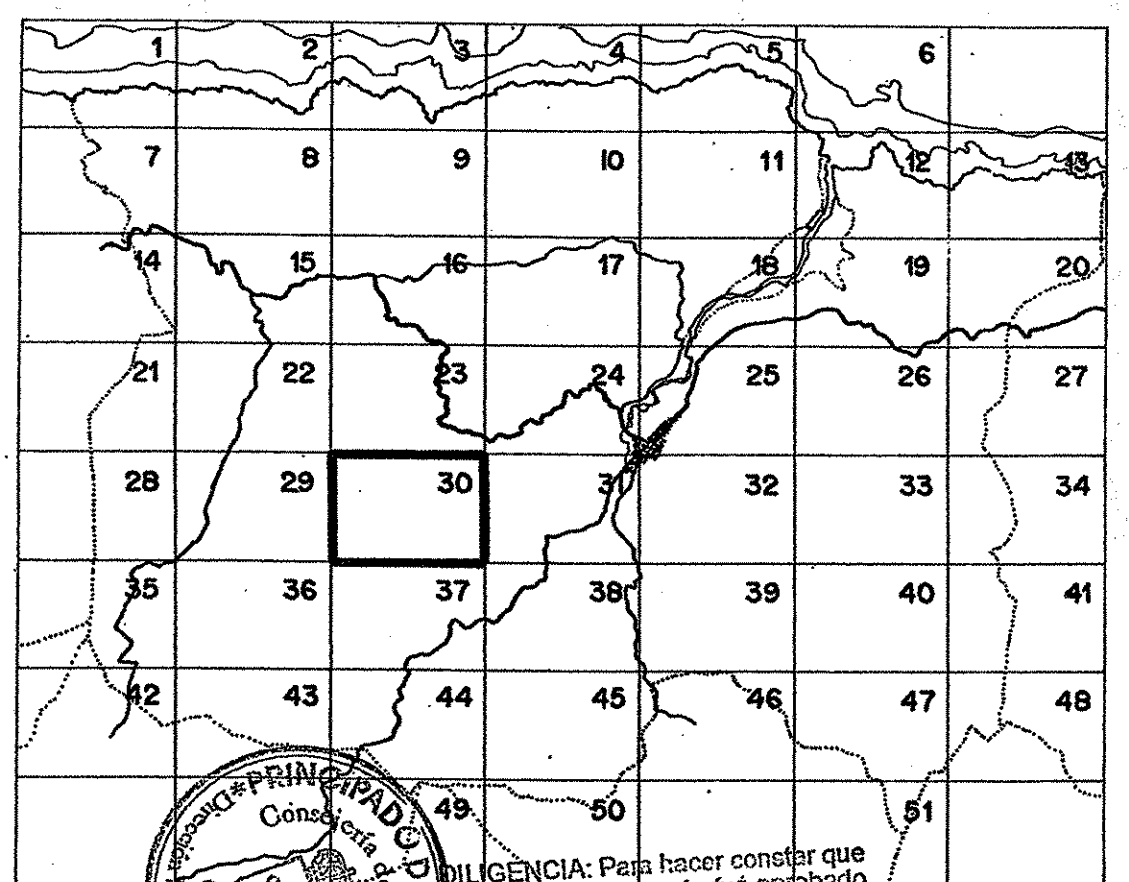 1 2 3 4 5 6
7 8 9 10 11 12 13
14 15 16 17 18 19 20
21 22 23 24 25 26 27
28 29 30 31 32 33 34
35 36 37 38 39 40 41
42 43 44 45 46 47 48
49 50 51
*PRINCIPADO D
Consejería d
Dirección
DILIGENCIA: Para hacer constar que
aprobado